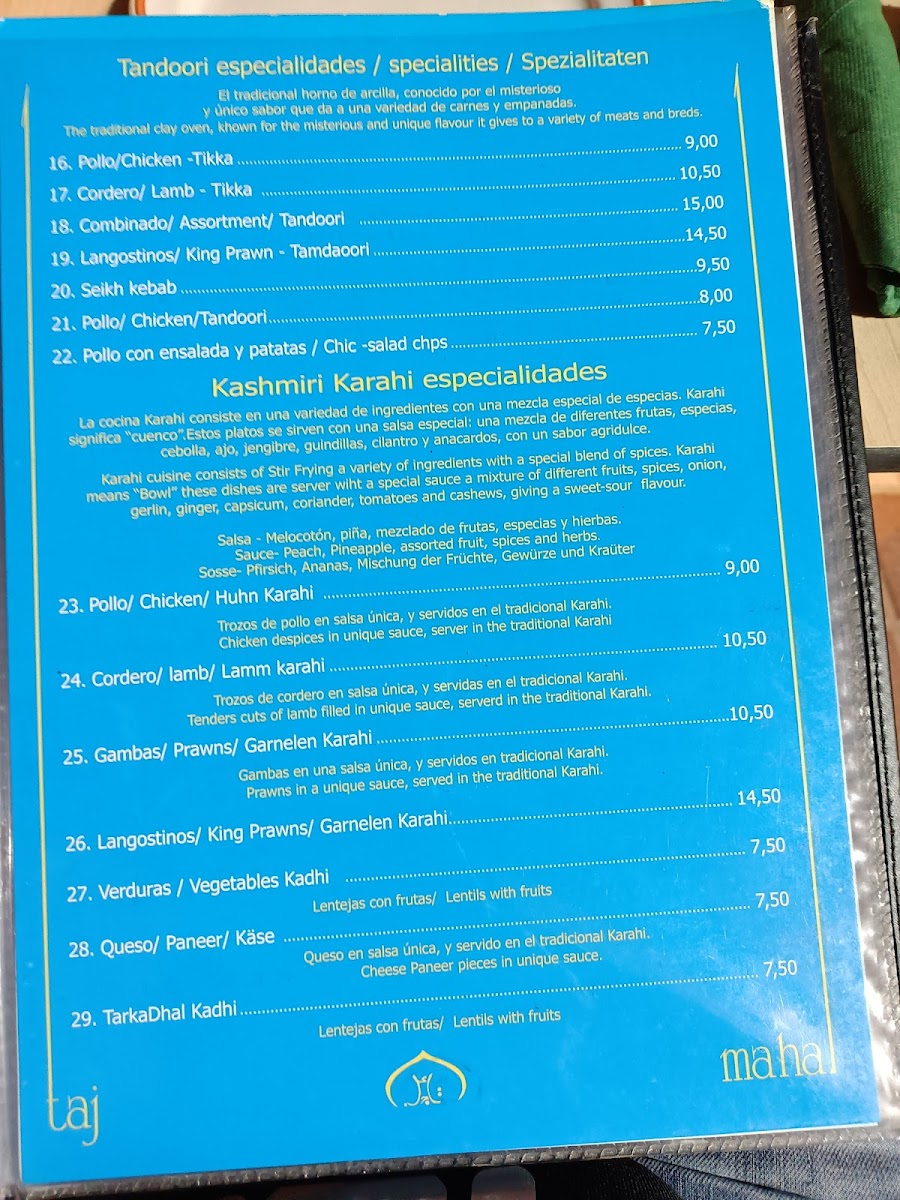 Tandoori especialidades / specialities / Spezialitaten
El tradicional horno de arcilla, conocido por el misterioso
y único sabor que da a una variedad de carnes y empanadas.
The traditional clay oven, khown for the misterious and unique flavour it gives to a variety of meats and breds.
16. Pollo/Chicken -Tikka ........ 9,00
17. Cordero/ Lamb - Tikka ........ 10,50
18. Combinado/ Assortment/ Tandoori ........ 15,00
19. Langostinos/ King Prawn - Tamdaoori ........ 14,50
20. Seikh kebab ........ 9,50
21. Pollo/ Chicken/Tandoori ........ 8,00
22. Pollo con ensalada y patatas / Chic -salad chps ........ 7,50
Kashmiri Karahi especialidades
La cocina Karahi consiste en una variedad de ingredientes con una mezcla especial de especias. Karahi
significa "cuenco".Estos platos se sirven con una salsa especial: una mezcla de diferentes frutas, especias,
cebolla, ajo, jengibre, guindillas, cilantro y anacardos, con un sabor agridulce.
Karahi cuisine consists of Stir Frying a variety of ingredients with a special blend of spices. Karahi
means "Bowl" these dishes are server wiht a special sauce a mixture of different fruits, spices, onion,
gerlin, ginger, capsicum, coriander, tomatoes and cashews, giving a sweet-sour flavour.
Salsa - Melocotón, piña, mezclado de frutas, especias y hierbas.
Sauce- Peach, Pineapple, assorted fruit, spices and herbs.
Sosse- Pfirsich, Ananas, Mischung der Früchte, Gewürze und Kraüter
23. Pollo/ Chicken/ Huhn Karahi ........ 9,00
Trozos de pollo en salsa única, y servidos en el tradicional Karahi.
Chicken despices in unique sauce, server in the traditional Karahi
24. Cordero/ lamb/ Lamm karahi ........ 10,50
Trozos de cordero en salsa única, y servidas en el tradicional Karahi.
Tenders cuts of lamb filled in unique sauce, serverd in the traditional Karahi.
25. Gambas/ Prawns/ Garnelen Karahi ........ 10,50
Gambas en una salsa única, y servidos en tradicional Karahi.
Prawns in a unique sauce, served in the traditional Karahi.
26. Langostinos/ King Prawns/ Garnelen Karahi ........ 14,50
27. Verduras / Vegetables Kadhi ........ 7,50
Lentejas con frutas/ Lentils with fruits
28. Queso/ Paneer/ Käse ........ 7,50
Queso en salsa única, y servido en el tradicional Karahi.
Cheese Paneer pieces in unique sauce.
29. TarkaDhal Kadhi ........ 7,50
Lentejas con frutas/ Lentils with fruits
taj
mahal